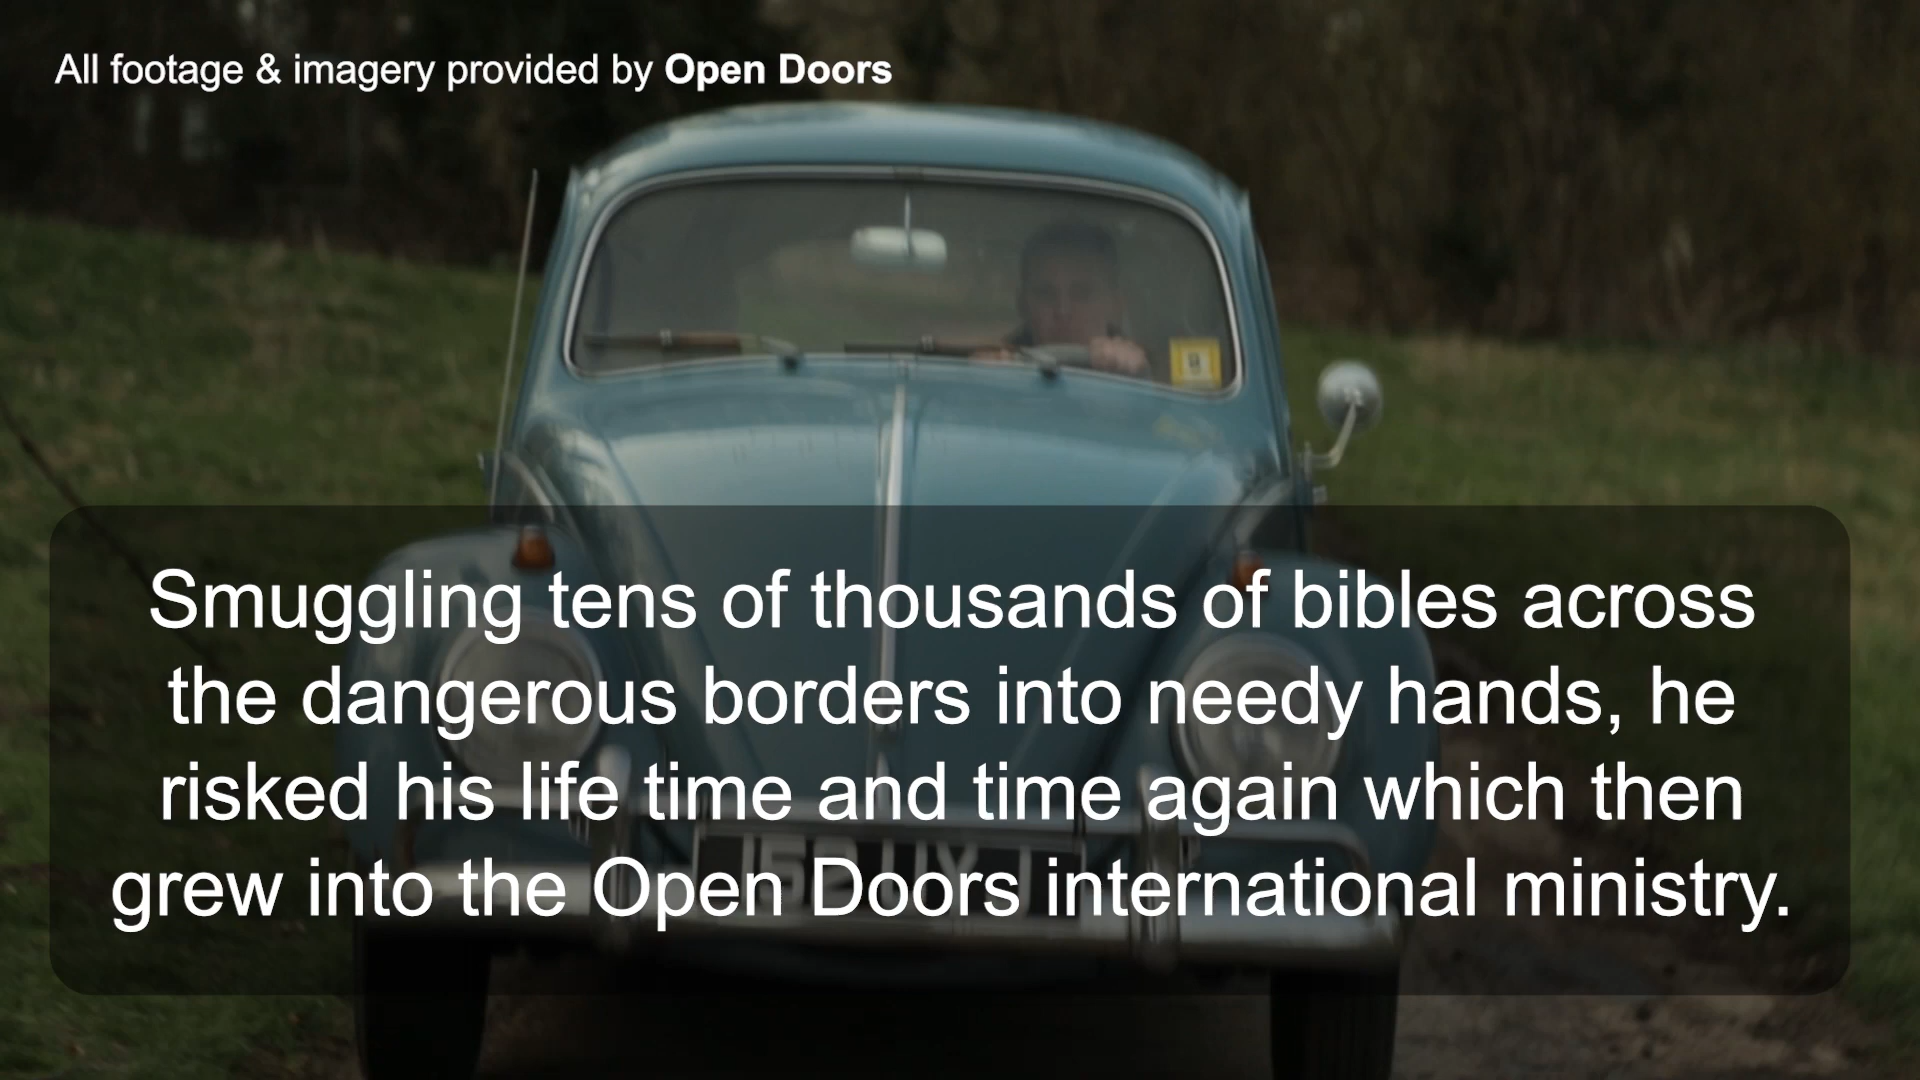 All footage & imagery provided by Open Doors
Smuggling tens of thousands of bibles across
the dangerous borders into needy hands, he
risked his life time and time again which then
grew into the Open Doors international ministry.